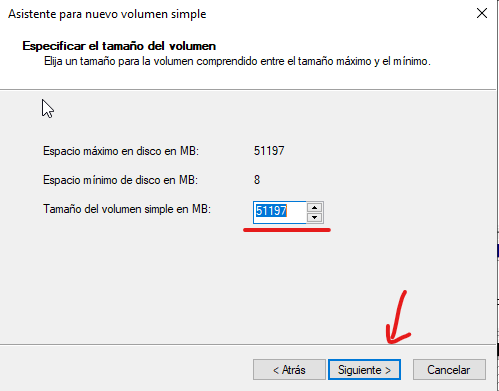 Asistente para nuevo volumen simple
Especificar el tamaño del volumen
Elija un tamaño para la volumen comprendido entre el tamaño máximo y el mínimo.
Espacio máximo en disco en MB: 51197
Espacio mínimo de disco en MB: 8
Tamaño del volumen simple en MB: 51197
< Atrás Siguiente > Cancelar